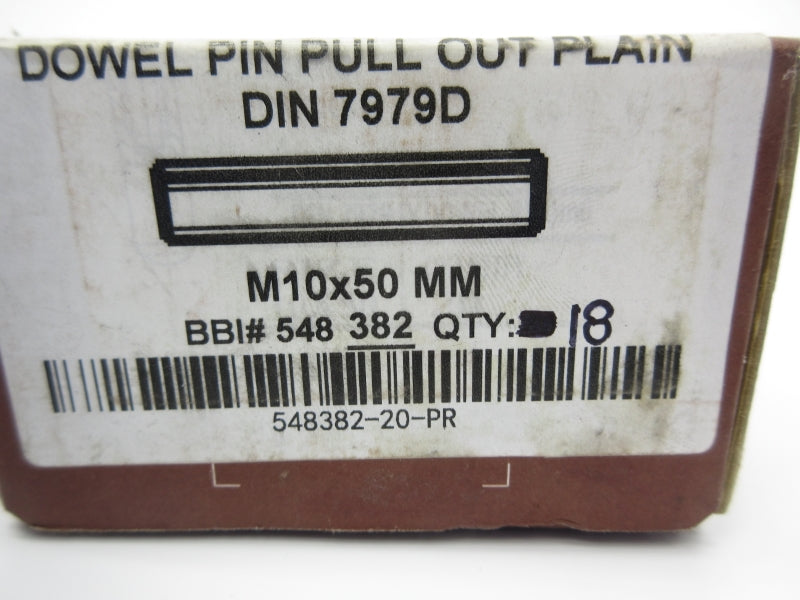 DOWEL PIN PULL OUT PLAIN
DIN 7979D
M10x50 MM
BBI# 548 382 QTY: 18
548382-20-PR